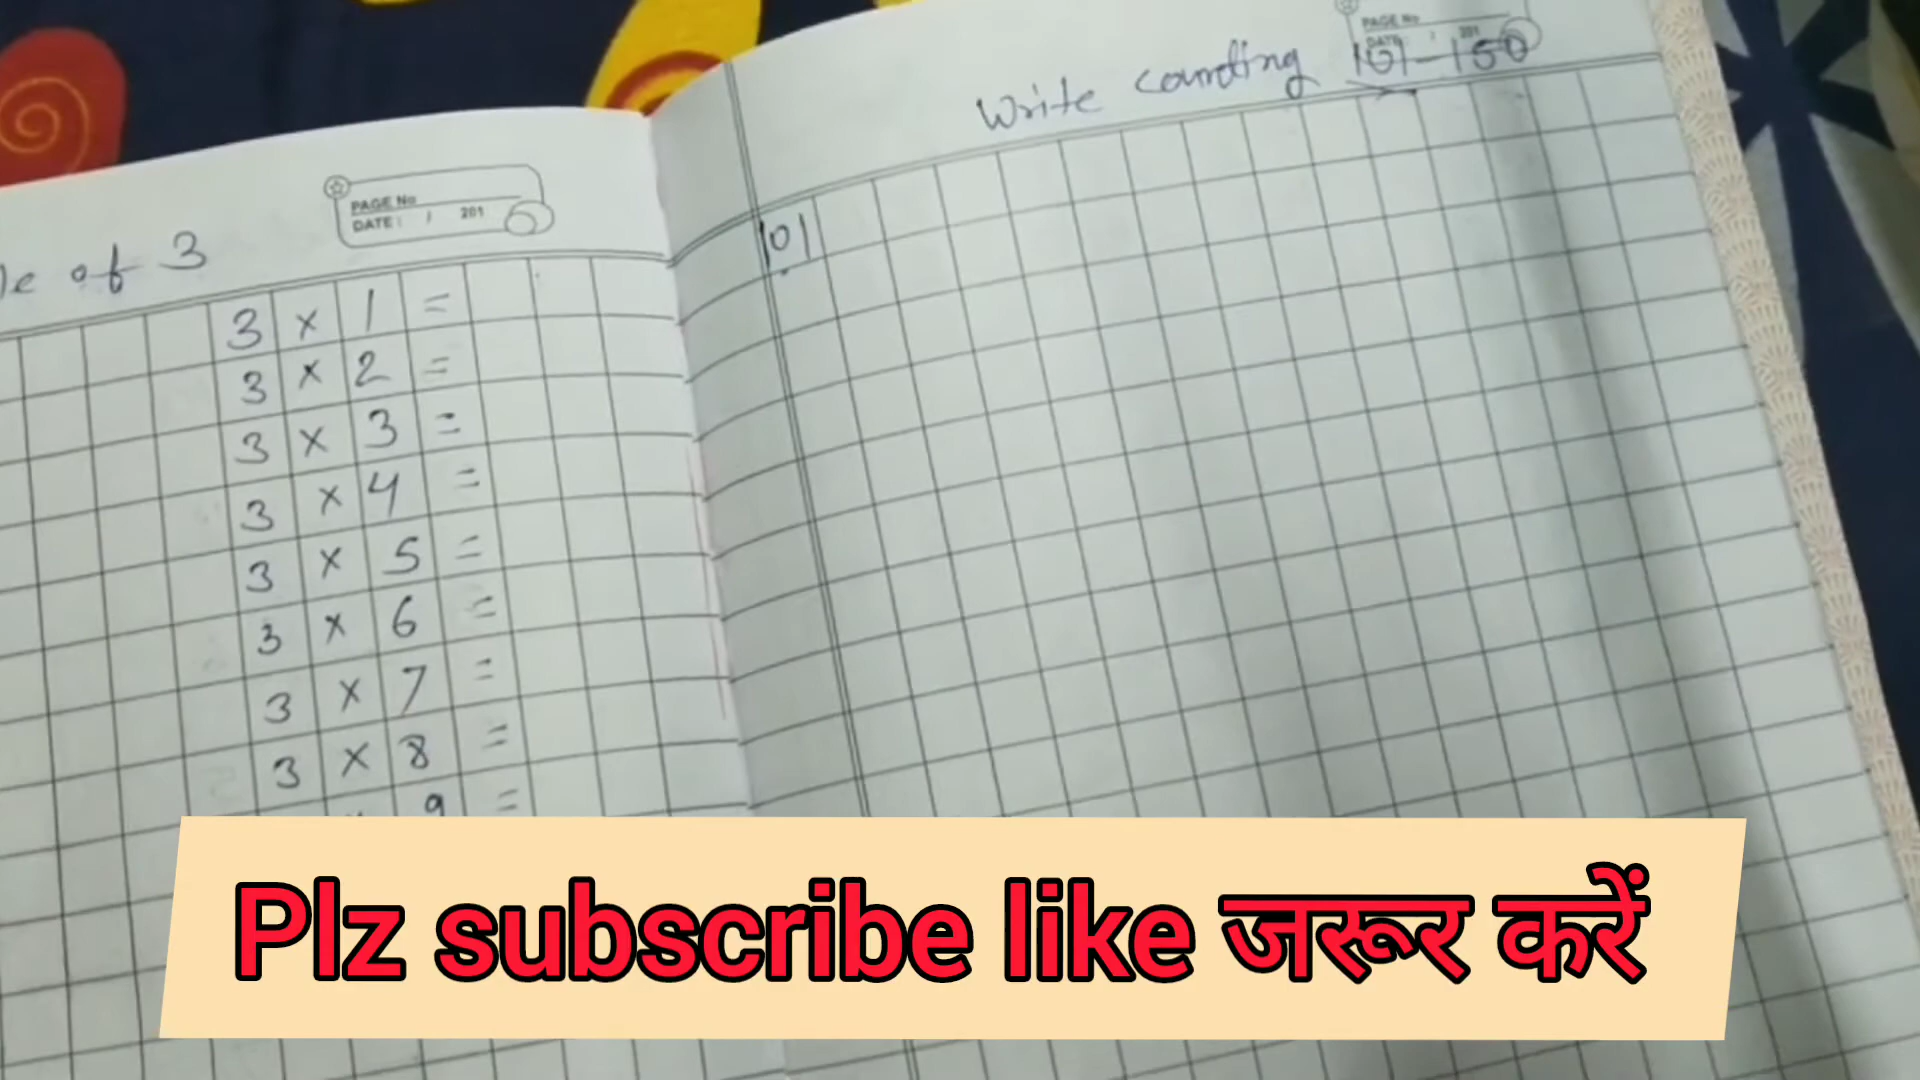 PAGE No
DATE: / 201
of 3
3 × 1 =
3 × 2 =
3 × 3 =
3 × 4 =
3 × 5 =
3 × 6 =
3 × 7 =
3 × 8 =
9 =
PAGE No
DATE: / 201
Write counting 101-150
101
Plz subscribe like जरूर करें